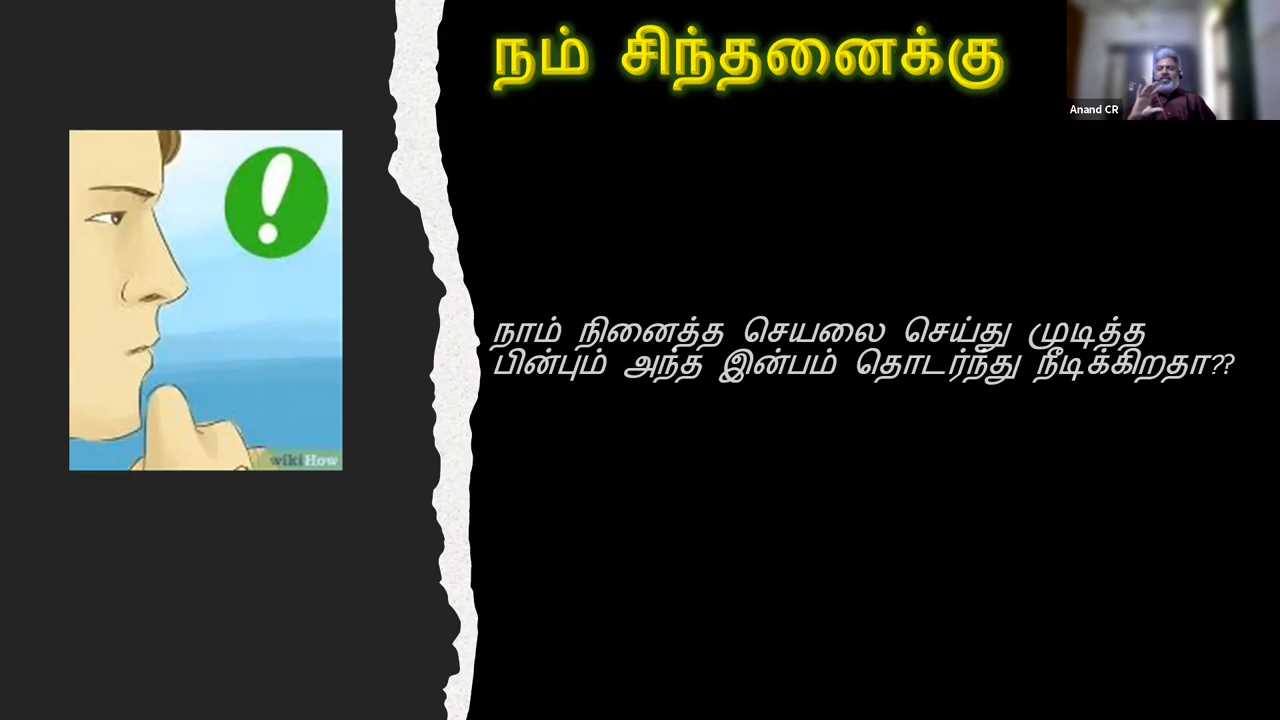 நம் சிந்தனைக்கு
Anand CR
wikiHow
நாம் நினைத்த செயலை செய்து முடித்த
பின்பும் அந்த இன்பம் தொடர்ந்து நீடிக்கிறதா??